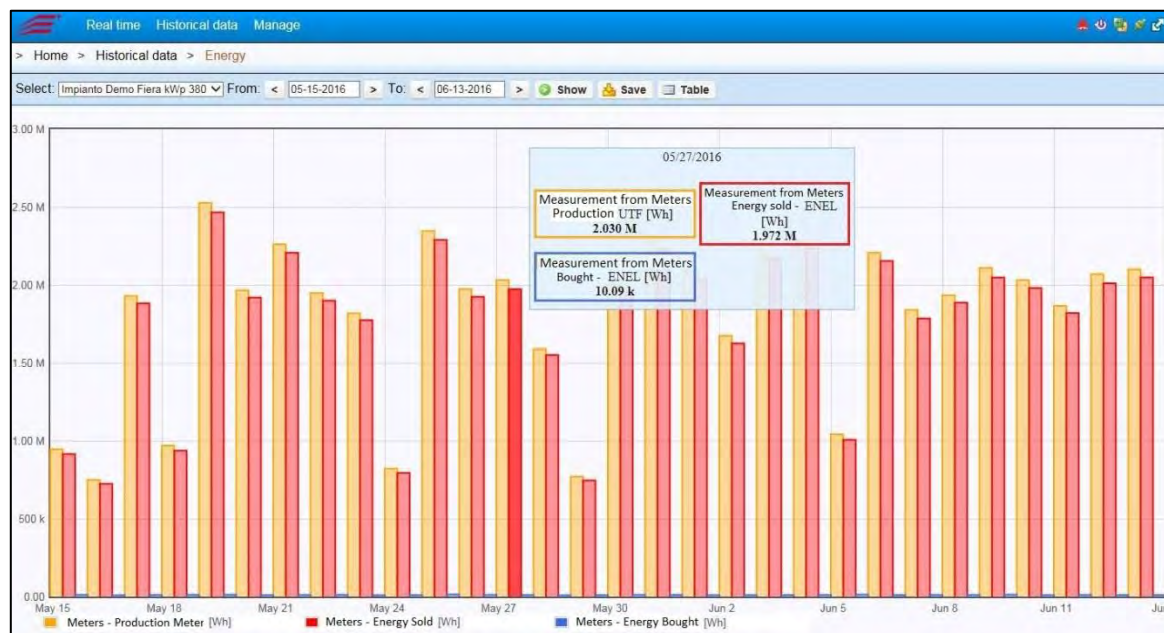 Real time Historical data Manage
> Home > Historical data > Energy
Select: Impianto Demo Fiera kWp 380 From: < 05-15-2016 > To: < 06-13-2016 > Show Save Table
3.00 M
2.50 M
2.00 M
1.50 M
1.00 M
500 k
0.00
05/27/2016
Measurement from Meters
Production UTF [Wh]
2.030 M
Measurement from Meters
Energy sold - ENEL
[Wh]
1.972 M
Measurement from Meters
Bought - ENEL [Wh]
10.09 k
May 15 May 18 May 21 May 24 May 27 May 30 Jun 2 Jun 5 Jun 8 Jun 11 Ju
Meters - Production Meter [Wh] Meters - Energy Sold [Wh] Meters - Energy Bought [Wh]